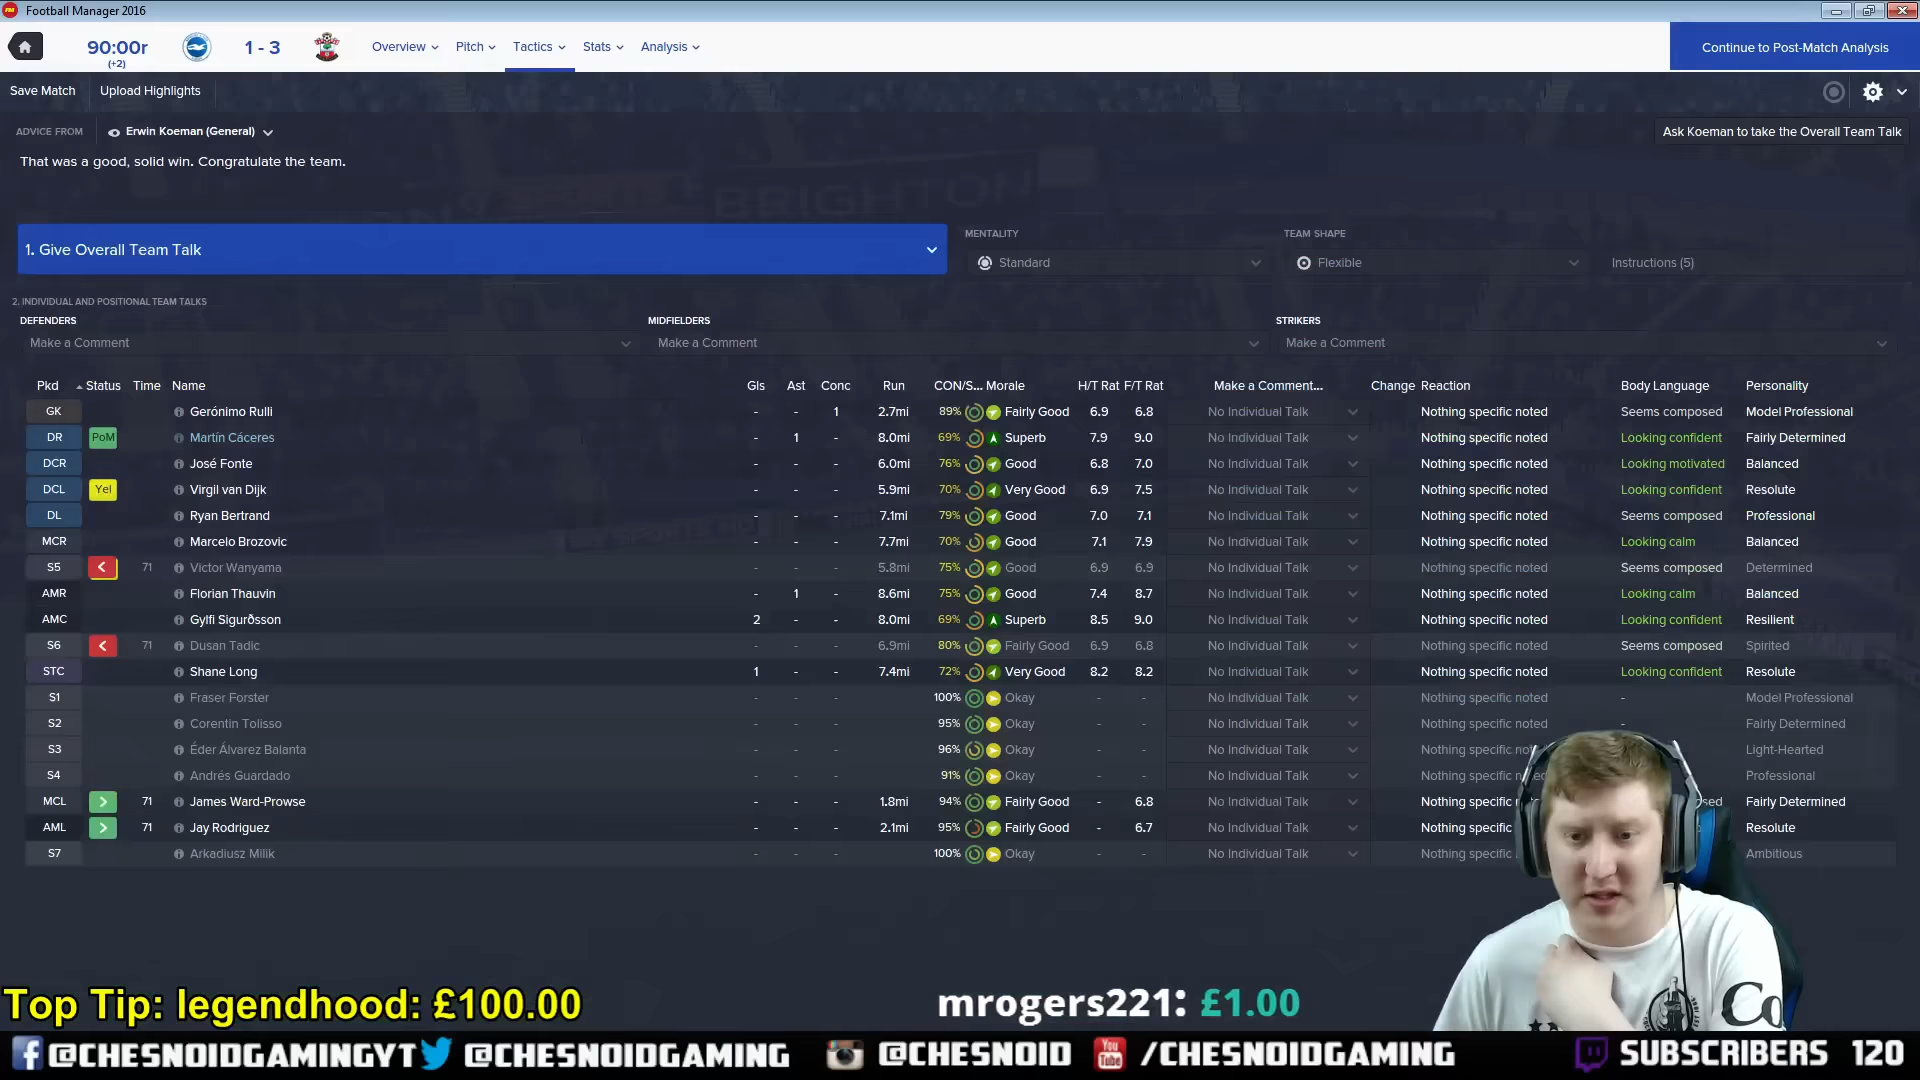 Football Manager 2016
90:00r
(+2)
1 - 3
Overview
Pitch
Tactics
Stats
Analysis
Continue to Post-Match Analysis
Save Match
Upload Highlights
ADVICE FROM
Erwin Koeman (General)
Ask Koeman to take the Overall Team Talk
That was a good, solid win. Congratulate the team.
BRIGHTON
1. Give Overall Team Talk
MENTALITY
Standard
TEAM SHAPE
Flexible
Instructions (5)
2. INDIVIDUAL AND POSITIONAL TEAM TALKS
DEFENDERS
Make a Comment
MIDFIELDERS
Make a Comment
STRIKERS
Make a Comment
Pkd Status Time Name Gls Ast Conc Run CON/S... Morale H/T Rat F/T Rat Make a Comment... Change Reaction Body Language Personality
GK Gerónimo Rulli - - 1 2.7mi 89% Fairly Good 6.9 6.8 No Individual Talk Nothing specific noted Seems composed Model Professional
DR PoM Martín Cáceres - 1 - 8.0mi 69% Superb 7.9 9.0 No Individual Talk Nothing specific noted Looking confident Fairly Determined
DCR José Fonte - - - 6.0mi 76% Good 6.8 7.0 No Individual Talk Nothing specific noted Looking motivated Balanced
DCL Yel Virgil van Dijk - - - 5.9mi 70% Very Good 6.9 7.5 No Individual Talk Nothing specific noted Looking confident Resolute
DL Ryan Bertrand - - - 7.1mi 79% Good 7.0 7.1 No Individual Talk Nothing specific noted Seems composed Professional
MCR Marcelo Brozovic - - - 7.7mi 70% Good 7.1 7.9 No Individual Talk Nothing specific noted Looking calm Balanced
S5 71 Victor Wanyama - - - 5.8mi 75% Good 6.9 6.9 No Individual Talk Nothing specific noted Seems composed Determined
AMR Florian Thauvin - 1 - 8.6mi 75% Good 7.4 8.7 No Individual Talk Nothing specific noted Looking calm Balanced
AMC Gylfi Sigurðsson 2 - - 8.0mi 69% Superb 8.5 9.0 No Individual Talk Nothing specific noted Looking confident Resilient
S6 71 Dusan Tadic - - - 6.9mi 80% Fairly Good 6.9 6.8 No Individual Talk Nothing specific noted Seems composed Spirited
STC Shane Long 1 - - 7.4mi 72% Very Good 8.2 8.2 No Individual Talk Nothing specific noted Looking confident Resolute
S1 Fraser Forster - - - 100% Okay - - No Individual Talk Nothing specific noted - Model Professional
S2 Corentin Tolisso - - - 95% Okay - - No Individual Talk Nothing specific noted - Fairly Determined
S3 Éder Álvarez Balanta - - - 96% Okay - - No Individual Talk Nothing specific Light-Hearted
S4 Andrés Guardado - - - 91% Okay - - No Individual Talk Nothing specific Professional
MCL 71 James Ward-Prowse - - - 1.8mi 94% Fairly Good - 6.8 No Individual Talk Nothing specific Fairly Determined
AML 71 Jay Rodriguez - - - 2.1mi 95% Fairly Good - 6.7 No Individual Talk Nothing specific Resolute
S7 Arkadiusz Milik - - - 100% Okay - - No Individual Talk Nothing specific Ambitious
Top Tip: legendhood: £100.00
mrogers221: £1.00
@CHESNOIDGAMINGYT @CHESNOIDGAMING @CHESNOID You Tube /CHESNOIDGAMING SUBSCRIBERS 120